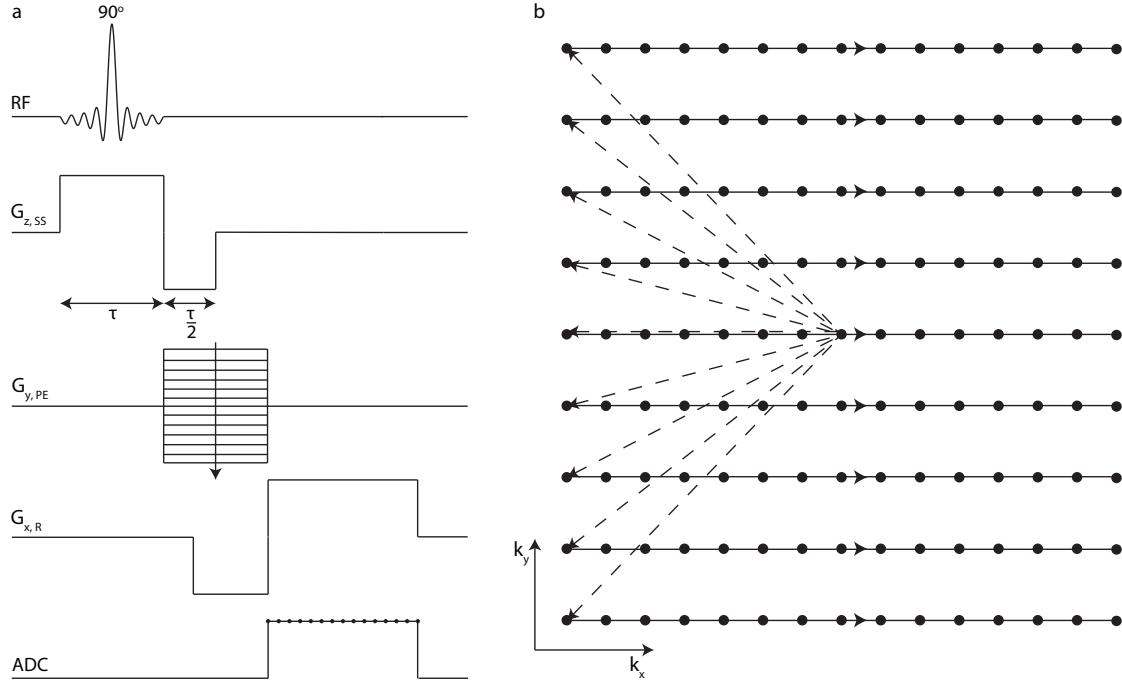 a
90°
RF
G z, SS
τ
τ
2
G y, PE
G x, R
ADC
b
k y
k x